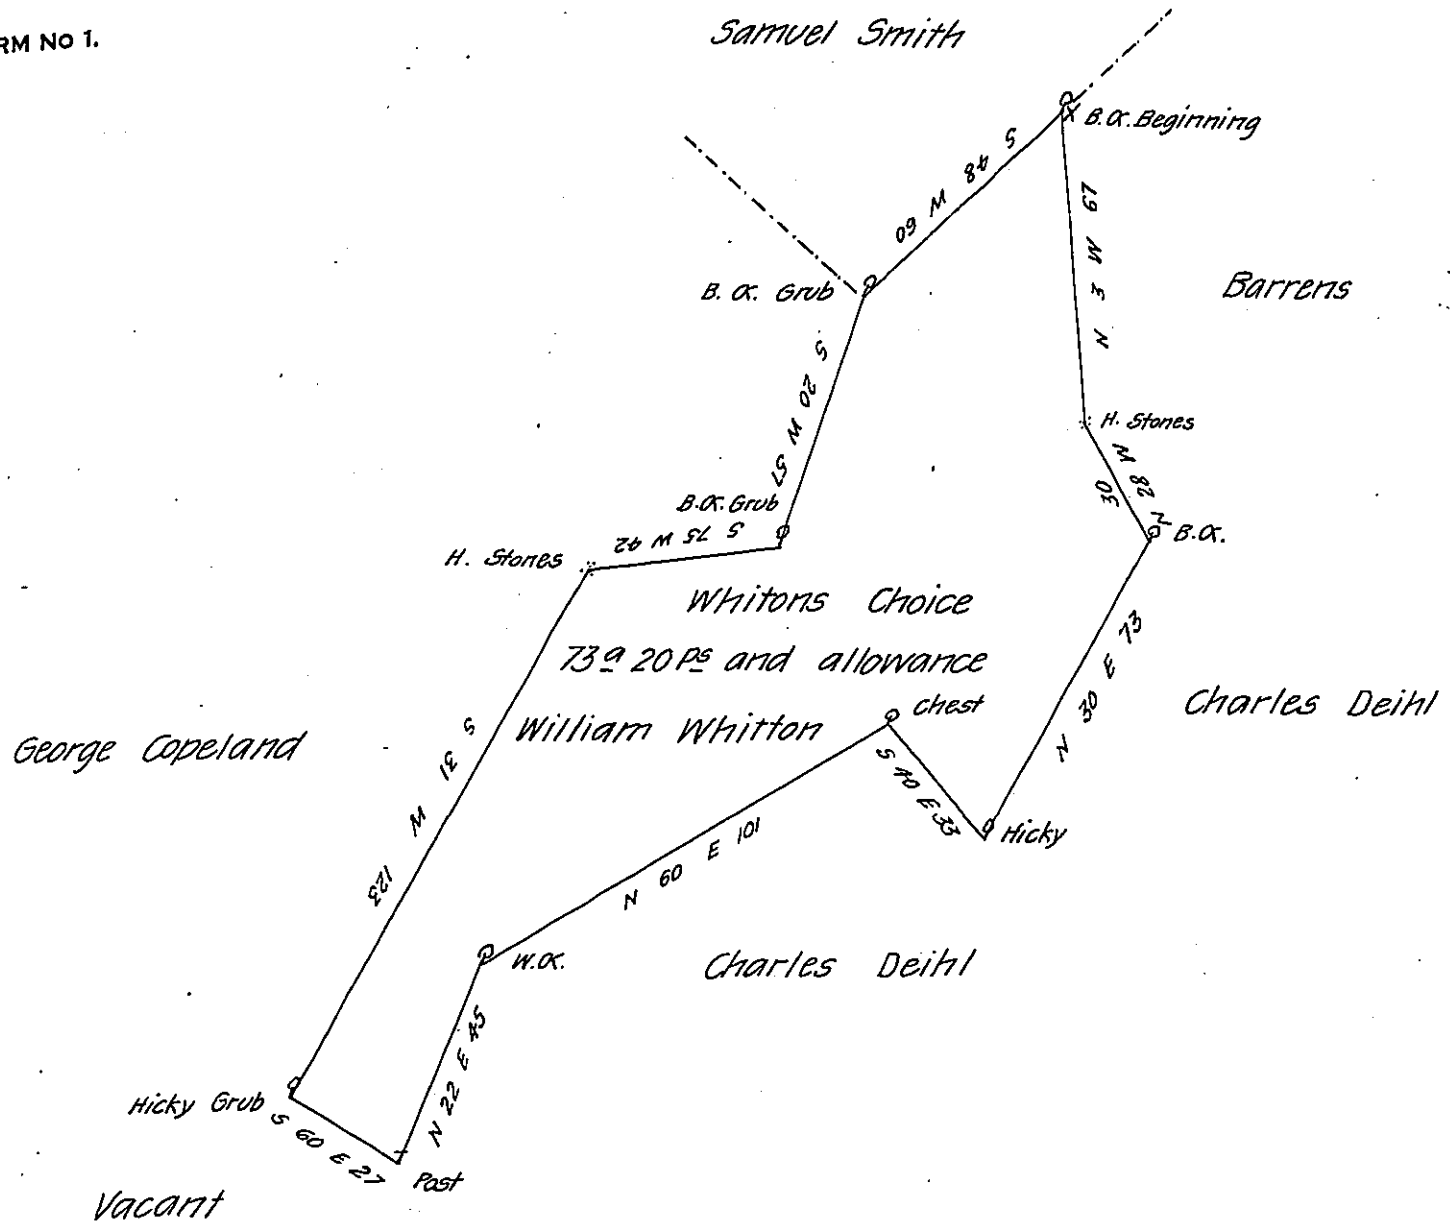 RM No 1.
Samuel Smith
B.O. Beginning
S 48 W 60
N 3 W 67
B. O. Grub
Barrens
S 20 W 57
H. Stones
N 28 W
30
B.O. Grub
B.O.
S 75 W 42
H. Stones
Whitons Choice
73a 20 ps and allowance
William Whitton
Chest
N 30 E 73
Charles Deihl
George Copeland
S 31 W 123
S 40 E 33
Hicky
N 60 E 101
W.O.
Charles Deihl
N 22 E 45
Hicky Grub
S 60 E 27
Post
Vacant